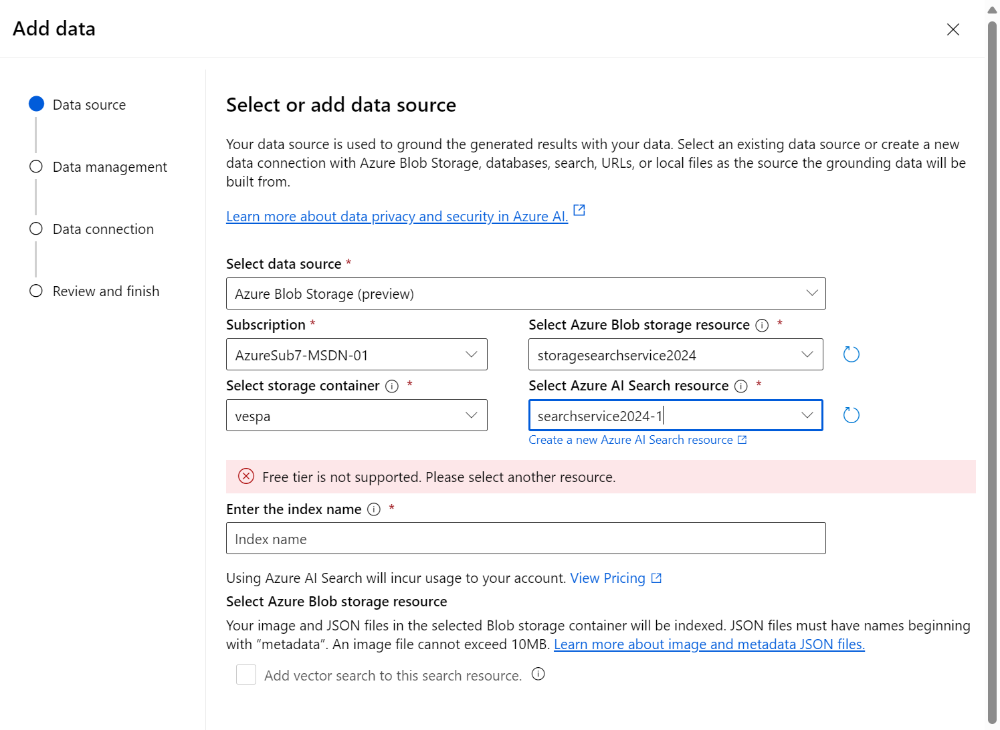 Add data
Data source
Data management
Data connection
Review and finish
Select or add data source
Your data source is used to ground the generated results with your data. Select an existing data source or create a new
data connection with Azure Blob Storage, databases, search, URLs, or local files as the source the grounding data will be
built from.
Learn more about data privacy and security in Azure AI.
Select data source *
Azure Blob Storage (preview)
Subscription *
Select Azure Blob storage resource *
AzureSub7-MSDN-01
storagesearchservice2024
Select storage container *
Select Azure AI Search resource *
vespa
searchservice2024-1
Create a new Azure AI Search resource
Free tier is not supported. Please select another resource.
Enter the index name *
Index name
Using Azure AI Search will incur usage to your account. View Pricing
Select Azure Blob storage resource
Your image and JSON files in the selected Blob storage container will be indexed. JSON files must have names beginning
with “metadata”. An image file cannot exceed 10MB. Learn more about image and metadata JSON files.
Add vector search to this search resource.